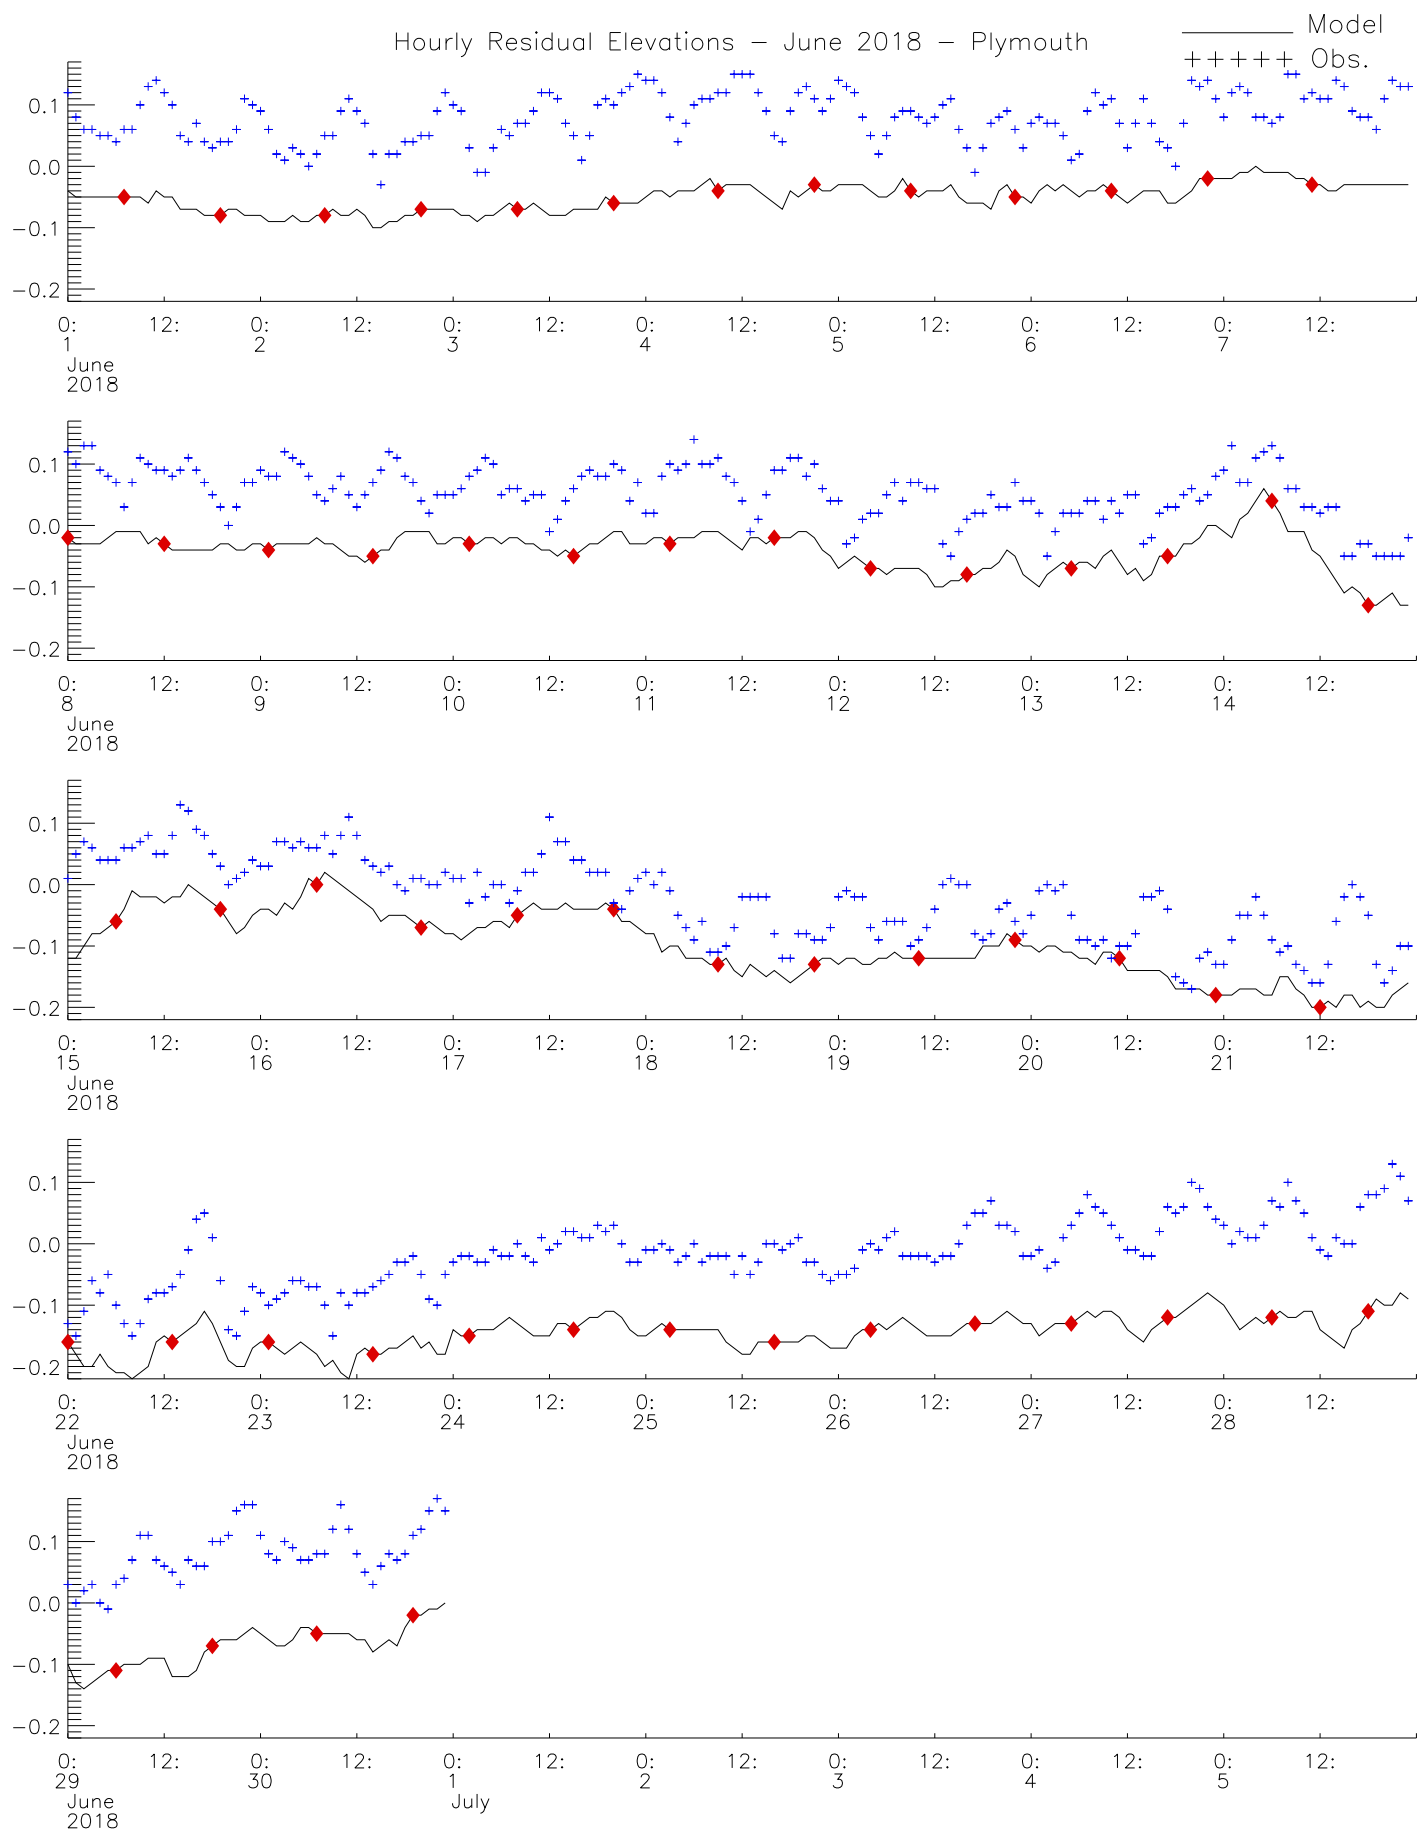 Hourly Residual Elevations – June 2018 – Plymouth
Model
+++++ Obs.
0.1
0.0
−0.1
−0.2
0: 12: 0: 12: 0: 12: 0: 12: 0: 12: 0: 12: 0: 12:
1 2 3 4 5 6 7
June
2018
0.1
0.0
−0.1
−0.2
0: 12: 0: 12: 0: 12: 0: 12: 0: 12: 0: 12: 0: 12:
8 9 10 11 12 13 14
June
2018
0.1
0.0
−0.1
−0.2
0: 12: 0: 12: 0: 12: 0: 12: 0: 12: 0: 12: 0: 12:
15 16 17 18 19 20 21
June
2018
0.1
0.0
−0.1
−0.2
0: 12: 0: 12: 0: 12: 0: 12: 0: 12: 0: 12: 0: 12:
22 23 24 25 26 27 28
June
2018
0.1
0.0
−0.1
−0.2
0: 12: 0: 12: 0: 12: 0: 12: 0: 12: 0: 12: 0: 12:
29 30 1 2 3 4 5
June July
2018